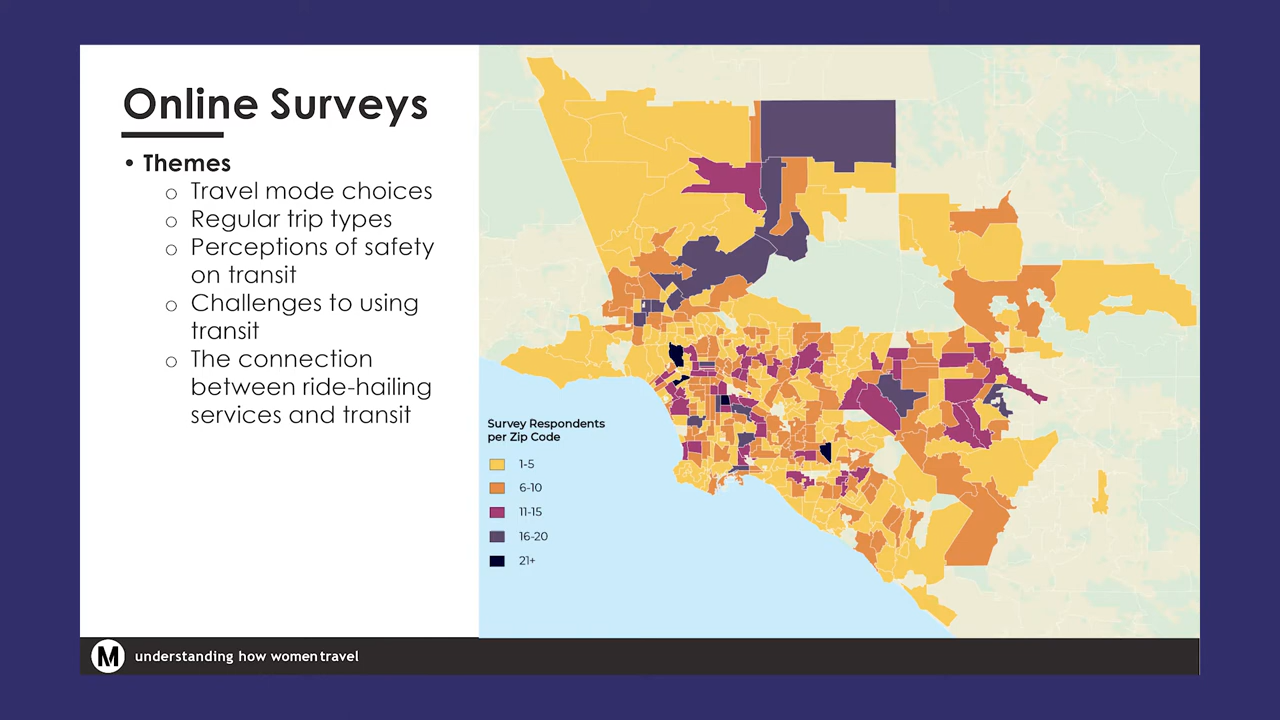 Online Surveys
• Themes
o Travel mode choices
o Regular trip types
o Perceptions of safety
on transit
o Challenges to using
transit
o The connection
between ride-hailing
services and transit
Survey Respondents
per Zip Code
1-5
6-10
11-15
16-20
21+
M understanding how women travel